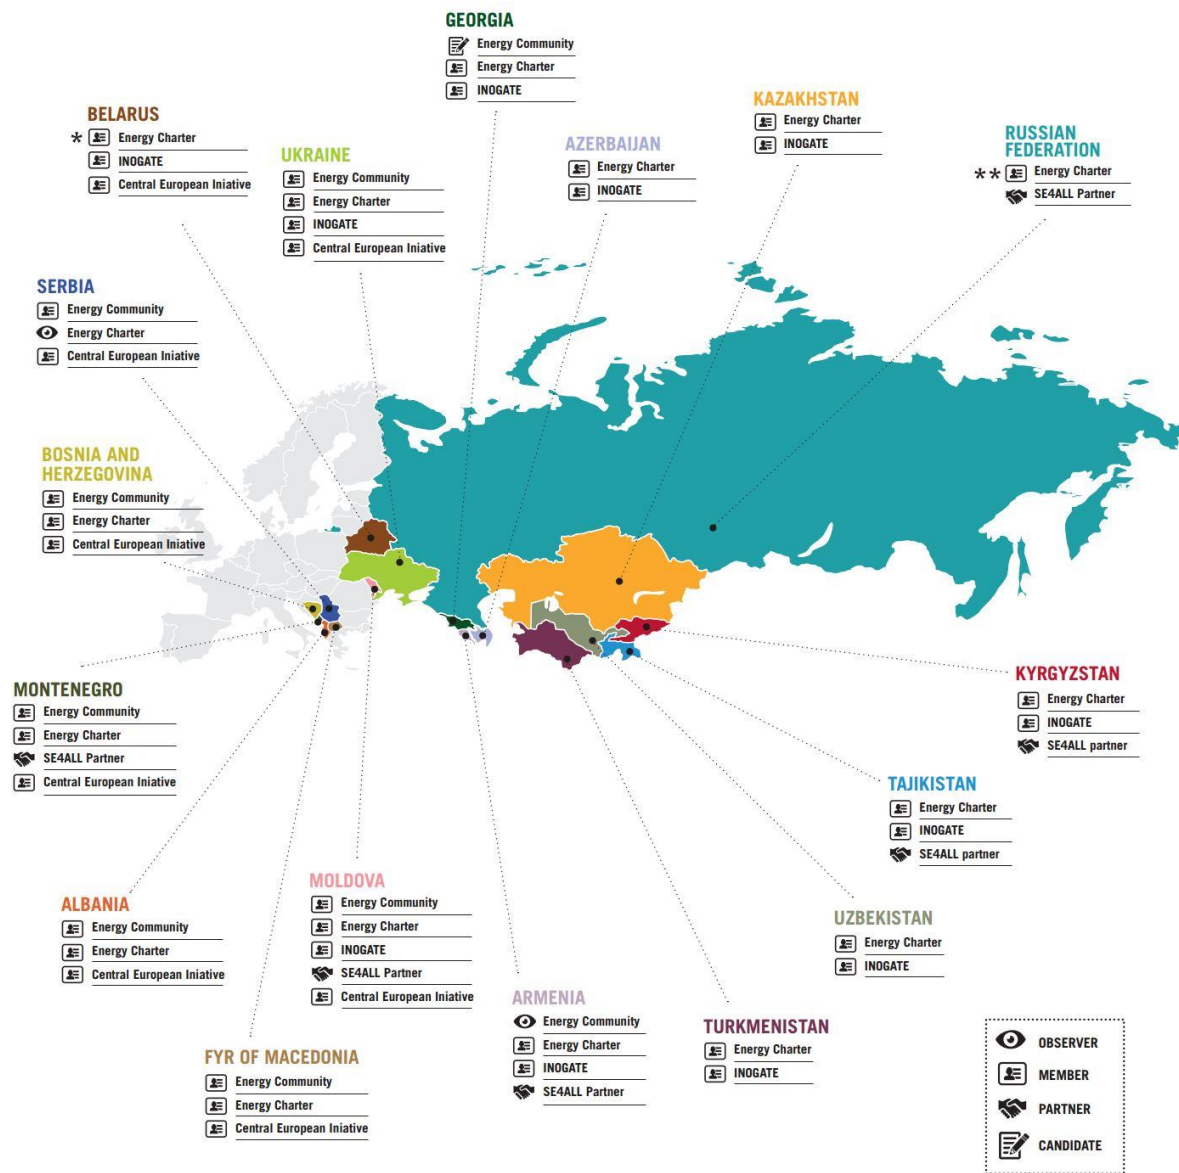 GEORGIA
Energy Community
Energy Charter
INOGATE
BELARUS
* Energy Charter
INOGATE
Central European Iniative
UKRAINE
Energy Community
Energy Charter
INOGATE
Central European Iniative
AZERBAIJAN
Energy Charter
INOGATE
KAZAKHSTAN
Energy Charter
INOGATE
RUSSIAN
FEDERATION
** Energy Charter
SE4ALL Partner
SERBIA
Energy Community
Energy Charter
Central European Iniative
BOSNIA AND
HERZEGOVINA
Energy Community
Energy Charter
Central European Iniative
MONTENEGRO
Energy Community
Energy Charter
SE4ALL Partner
Central European Iniative
KYRGYZSTAN
Energy Charter
INOGATE
SE4ALL partner
TAJIKISTAN
Energy Charter
INOGATE
SE4ALL partner
ALBANIA
Energy Community
Energy Charter
Central European Iniative
MOLDOVA
Energy Community
Energy Charter
INOGATE
SE4ALL Partner
Central European Iniative
UZBEKISTAN
Energy Charter
INOGATE
ARMENIA
Energy Community
Energy Charter
INOGATE
SE4ALL Partner
TURKMENISTAN
Energy Charter
INOGATE
FYR OF MACEDONIA
Energy Community
Energy Charter
Central European Iniative
OBSERVER
MEMBER
PARTNER
CANDIDATE